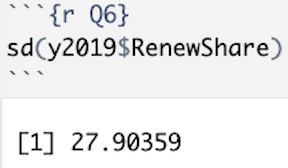 ```{r Q6}
sd(y2019$RenewShare)
```
[1] 27.90359